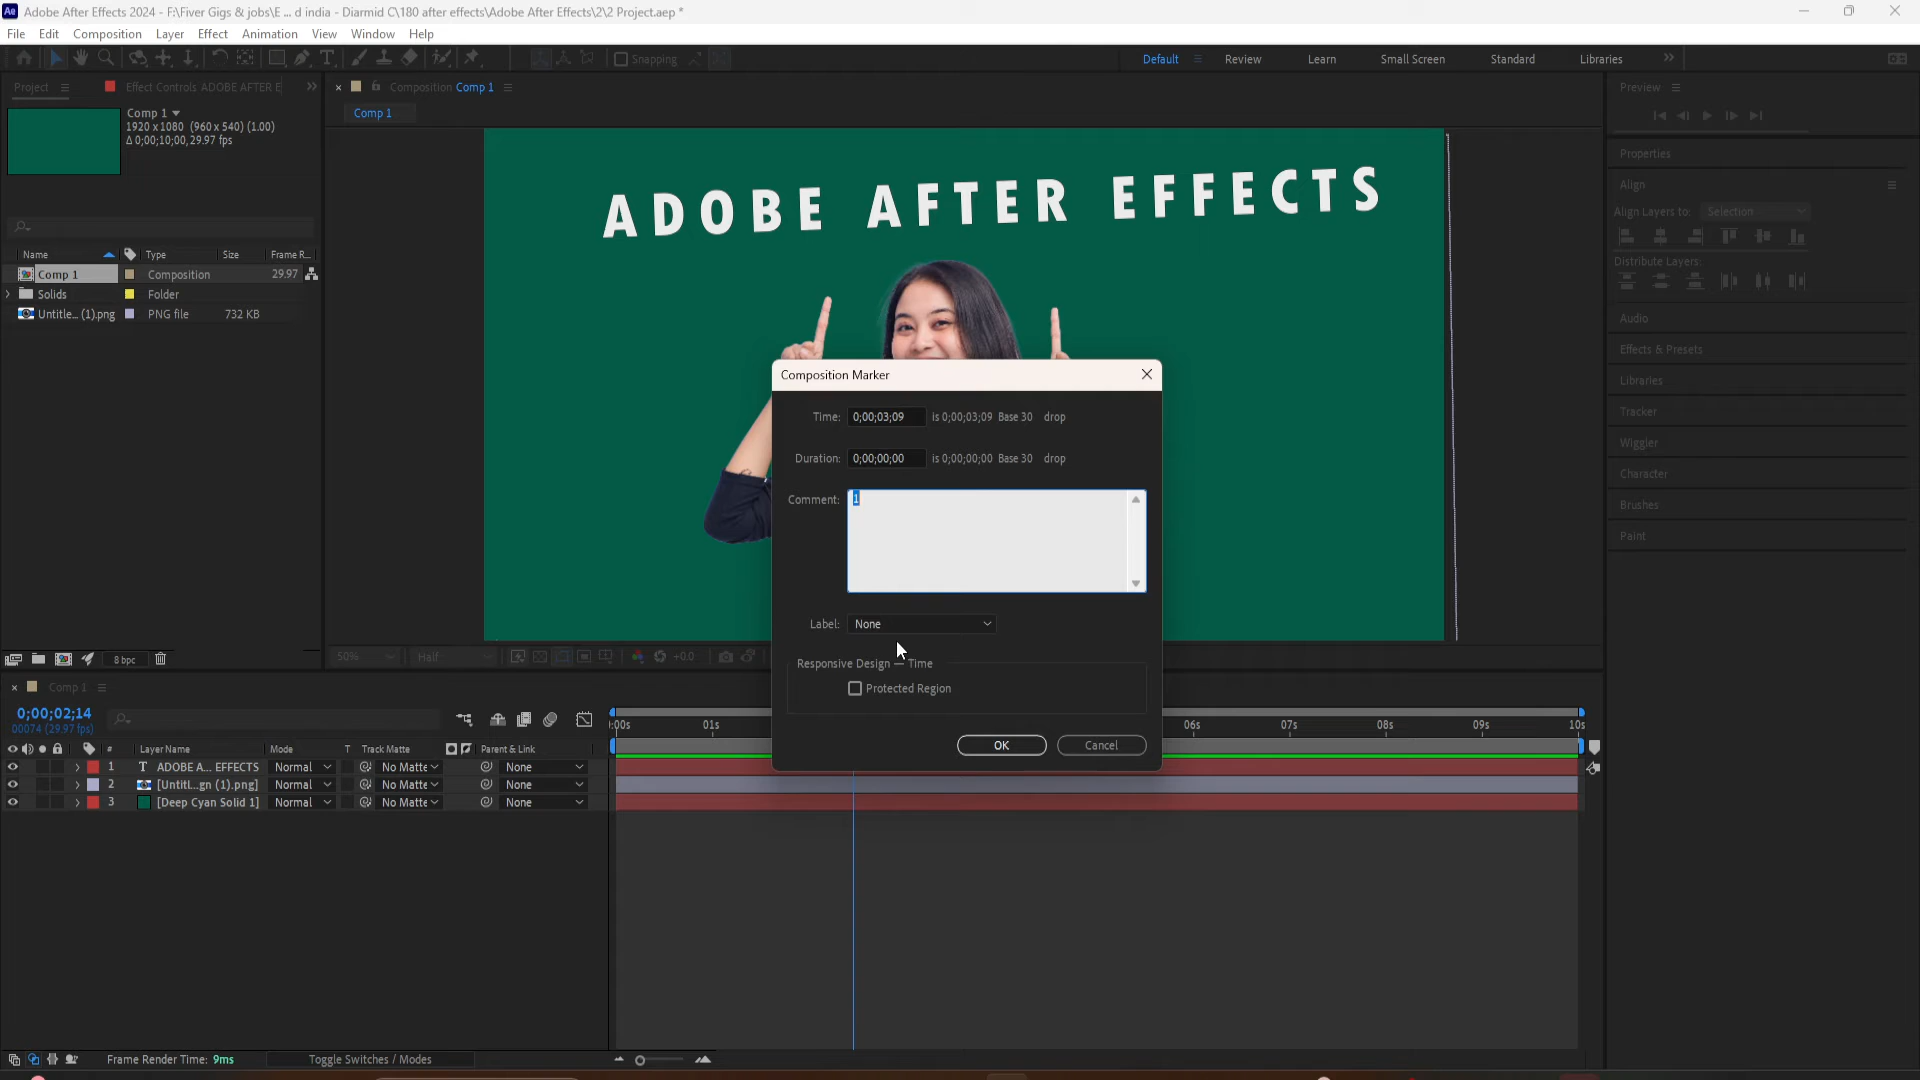 Adobe After Effects 2024 - F:\Fiver Gigs & jobs\E ... d india - Diarmid C\180 after effects\Adobe After Effects\2\2 Project.aep *
File Edit Composition Layer Effect Animation View Window Help
Snapping Default Review Learn Small Screen Standard Libraries
Project Effect Controls ADOBE AFTER E
Composition Comp 1
Preview
Comp 1
1920 x 1080 (960 x 540) (1.00)
Δ 0;00;10;00, 29.97 fps
Comp 1
Properties
Align
Align Layers to: Selection
Distribute Layers:
Audio
Effects & Presets
Libraries
Tracker
Wiggler
Character
Brushes
Paint
ADOBE AFTER EFFECTS
Name Type Size Frame R...
Comp 1 Composition 29.97
Solids Folder
Untitle... (1).png PNG file 732 KB
Composition Marker
Time: 0;00;03;09 is 0;00;03;09 Base 30 drop
Duration: 0;00;00;00 is 0;00;00;00 Base 30 drop
Comment: 1
Label: None
Responsive Design — Time
Protected Region
OK Cancel
8 bpc
50% Half +0.0
Comp 1
0;00;02;14
00074 (29.97 fps)
:00s 01s 06s 07s 08s 09s 10s
# Layer Name Mode T Track Matte Parent & Link
1 T ADOBE A... EFFECTS Normal No Matte None
2 [Untitl...gn (1).png] Normal No Matte None
3 [Deep Cyan Solid 1] Normal No Matte None
Frame Render Time: 9ms Toggle Switches / Modes